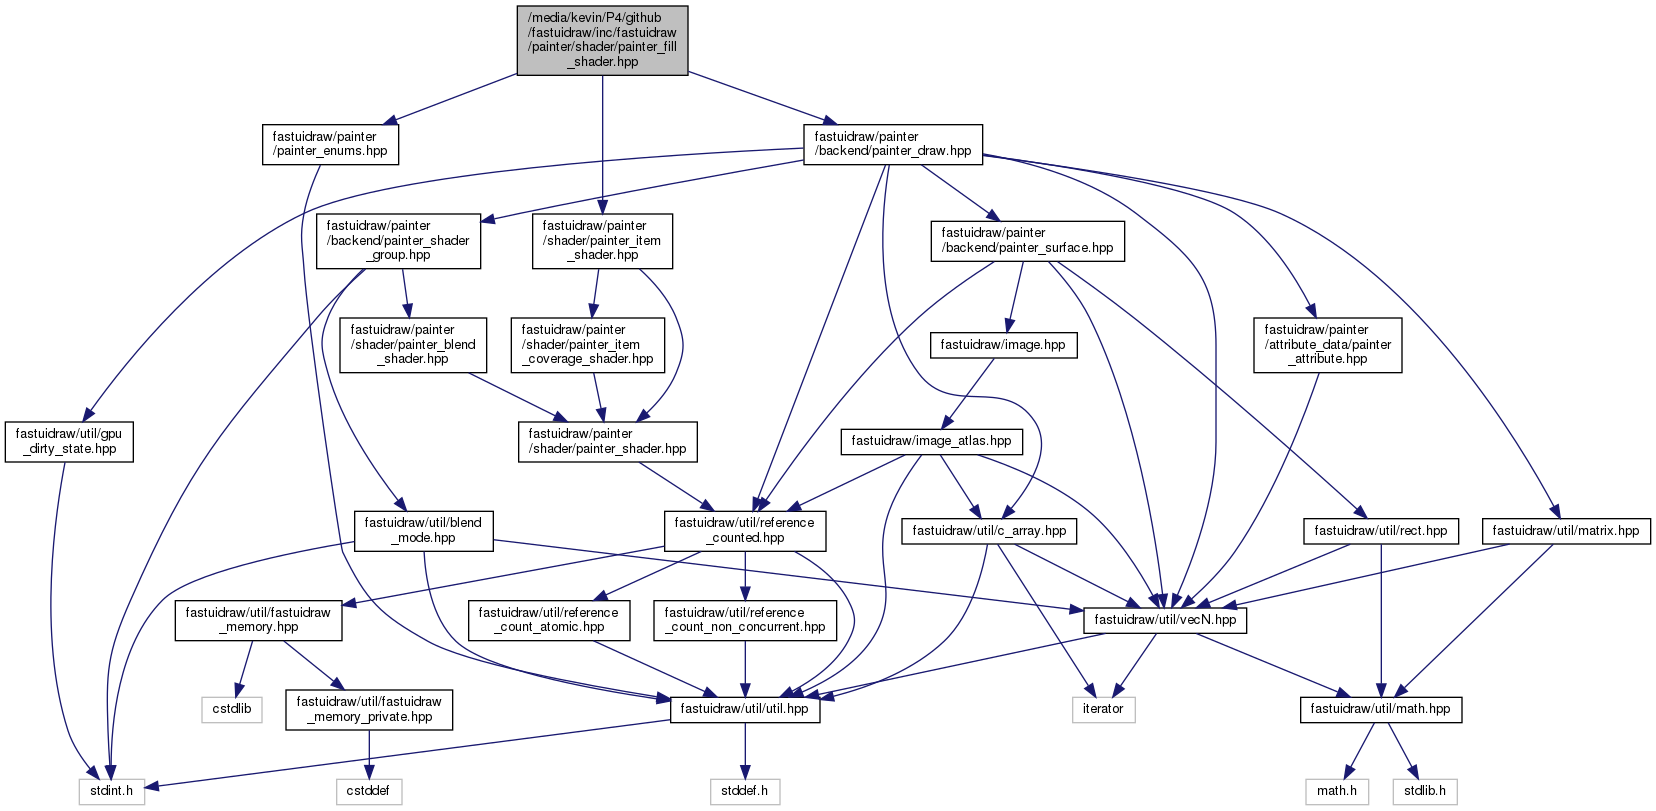 /media/kevin/P4/github
/fastuidraw/inc/fastuidraw
/painter/shader/painter_fill
_shader.hpp
fastuidraw/painter
/painter_enums.hpp
fastuidraw/painter
/backend/painter_draw.hpp
fastuidraw/painter
/backend/painter_shader
_group.hpp
fastuidraw/painter
/shader/painter_item
_shader.hpp
fastuidraw/painter
/backend/painter_surface.hpp
fastuidraw/painter
/shader/painter_blend
_shader.hpp
fastuidraw/painter
/shader/painter_item
_coverage_shader.hpp
fastuidraw/image.hpp
fastuidraw/painter
/attribute_data/painter
_attribute.hpp
fastuidraw/util/gpu
_dirty_state.hpp
fastuidraw/painter
/shader/painter_shader.hpp
fastuidraw/image_atlas.hpp
fastuidraw/util/blend
_mode.hpp
fastuidraw/util/reference
_counted.hpp
fastuidraw/util/c_array.hpp
fastuidraw/util/rect.hpp
fastuidraw/util/matrix.hpp
fastuidraw/util/fastuidraw
_memory.hpp
fastuidraw/util/reference
_count_atomic.hpp
fastuidraw/util/reference
_count_non_concurrent.hpp
fastuidraw/util/vecN.hpp
cstdlib
fastuidraw/util/fastuidraw
_memory_private.hpp
fastuidraw/util/util.hpp
iterator
fastuidraw/util/math.hpp
stdint.h
cstddef
stddef.h
math.h
stdlib.h